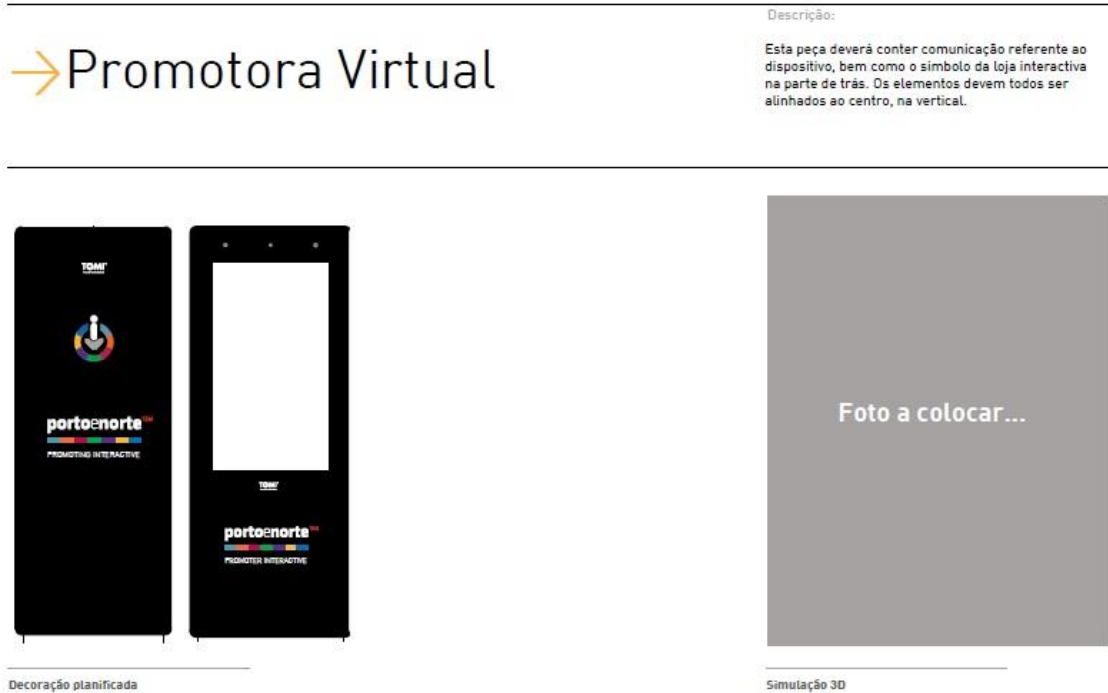 Promotora Virtual
Descrição:
Esta peça deverá conter comunicação referente ao
dispositivo, bem como o simbolo da loja interactiva
na parte de trás. Os elementos devem todos ser
alinhados ao centro, na vertical.
TOMI
portoenorte
PROMOTING INTERACTIVE
TOMI
portoenorte
PROMOTER INTERACTIVE
Foto a colocar...
Decoração planificada
Simulação 3D